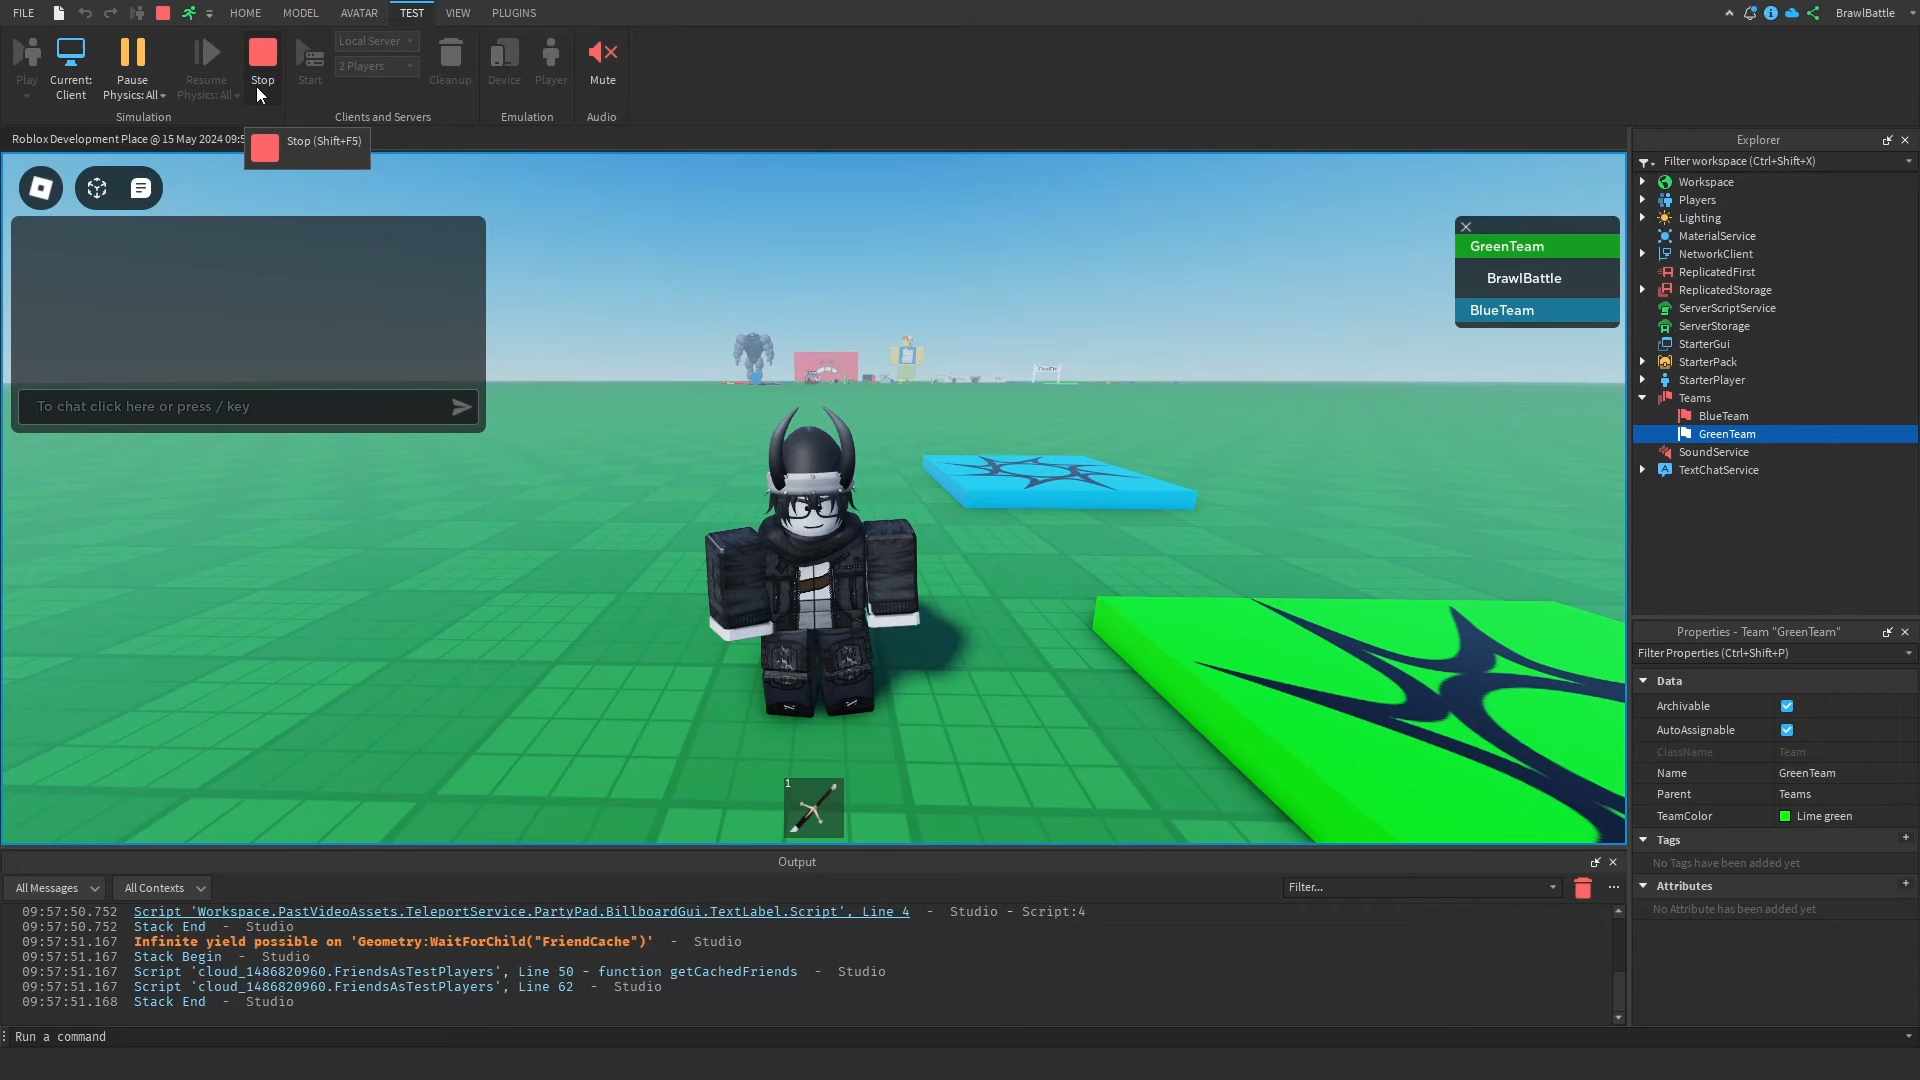 FILE
HOME
MODEL
AVATAR
TEST
VIEW
PLUGINS
BrawlBattle
Play
Current:
Client
Pause
Physics: All
Resume
Physics: All
Stop
Start
Local Server
2 Players
Cleanup
Device
Player
Mute
Simulation
Clients and Servers
Emulation
Audio
Roblox Development Place @ 15 May 2024 09:5
Stop (Shift+F5)
To chat click here or press / key
GreenTeam
BrawlBattle
BlueTeam
1
Explorer
Filter workspace (Ctrl+Shift+X)
Workspace
Players
Lighting
MaterialService
NetworkClient
ReplicatedFirst
ReplicatedStorage
ServerScriptService
ServerStorage
StarterGui
StarterPack
StarterPlayer
Teams
BlueTeam
GreenTeam
SoundService
TextChatService
Properties - Team "GreenTeam"
Filter Properties (Ctrl+Shift+P)
Data
Archivable
AutoAssignable
ClassName Team
Name GreenTeam
Parent Teams
TeamColor Lime green
Tags
No Tags have been added yet
Attributes
No Attribute has been added yet
Output
All Messages
All Contexts
Filter...
09:57:50.752 Script 'Workspace.PastVideoAssets.TeleportService.PartyPad.BillboardGui.TextLabel.Script', Line 4 - Studio - Script:4
09:57:50.752 Stack End - Studio
09:57:51.167 Infinite yield possible on 'Geometry:WaitForChild("FriendCache")' - Studio
09:57:51.167 Stack Begin - Studio
09:57:51.167 Script 'cloud_1486820960.FriendsAsTestPlayers', Line 50 - function getCachedFriends - Studio
09:57:51.167 Script 'cloud_1486820960.FriendsAsTestPlayers', Line 62 - Studio
09:57:51.168 Stack End - Studio
Run a command